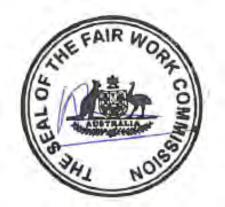 THE SEAL OF THE FAIR WORK COMMISSION
AUSTRALIA